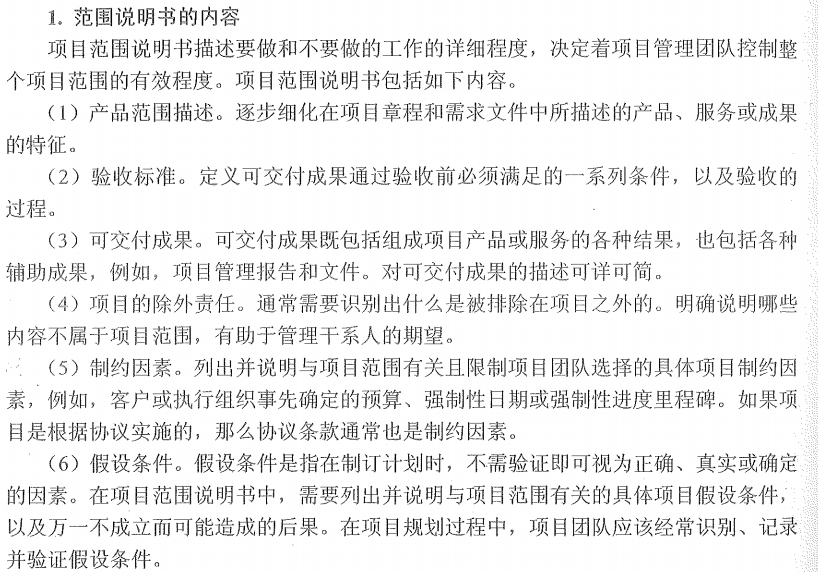 1. 范围说明书的内容
项目范围说明书描述要做和不要做的工作的详细程度，决定着项目管理团队控制整
个项目范围的有效程度。项目范围说明书包括如下内容。
（1）产品范围描述。逐步细化在项目章程和需求文件中所描述的产品、服务或成果
的特征。
（2）验收标准。定义可交付成果通过验收前必须满足的一系列条件，以及验收的
过程。
（3）可交付成果。可交付成果既包括组成项目产品或服务的各种结果，也包括各种
辅助成果，例如，项目管理报告和文件。对可交付成果的描述可详可简。
（4）项目的除外责任。通常需要识别出什么是被排除在项目之外的。明确说明哪些
内容不属于项目范围，有助于管理干系人的期望。
（5）制约因素。列出并说明与项目范围有关且限制项目团队选择的具体项目制约因
素，例如，客户或执行组织事先确定的预算、强制性日期或强制性进度里程碑。如果项
目是根据协议实施的，那么协议条款通常也是制约因素。
（6）假设条件。假设条件是指在制订计划时，不需验证即可视为正确、真实或确定
的因素。在项目范围说明书中，需要列出并说明与项目范围有关的具体项目假设条件，
以及万一不成立而可能造成的后果。在项目规划过程中，项目团队应该经常识别、记录
并验证假设条件。